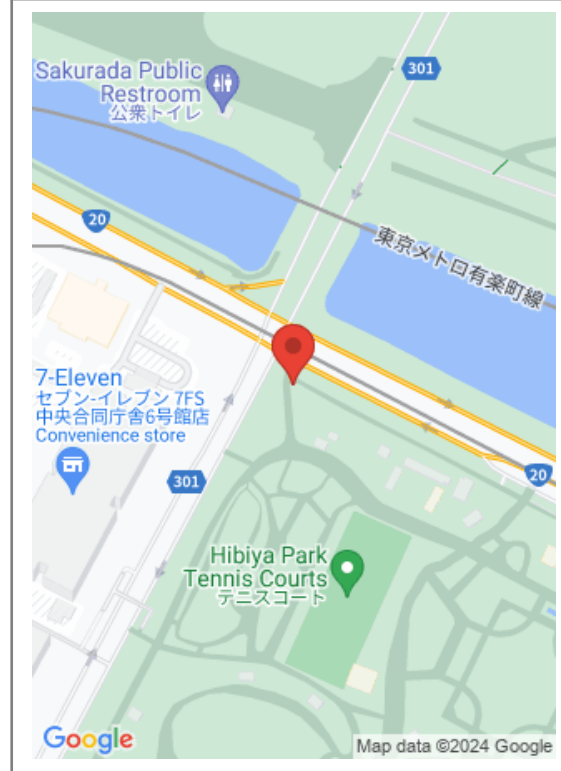 Sakurada Public
Restroom
公衆トイレ
301
20
東京メトロ有楽町線
7-Eleven
セブン-イレブン 7FS
中央合同庁舎6号館店
Convenience store
301
20
Hibiya Park
Tennis Courts
テニスコート
Google
Map data ©2024 Google